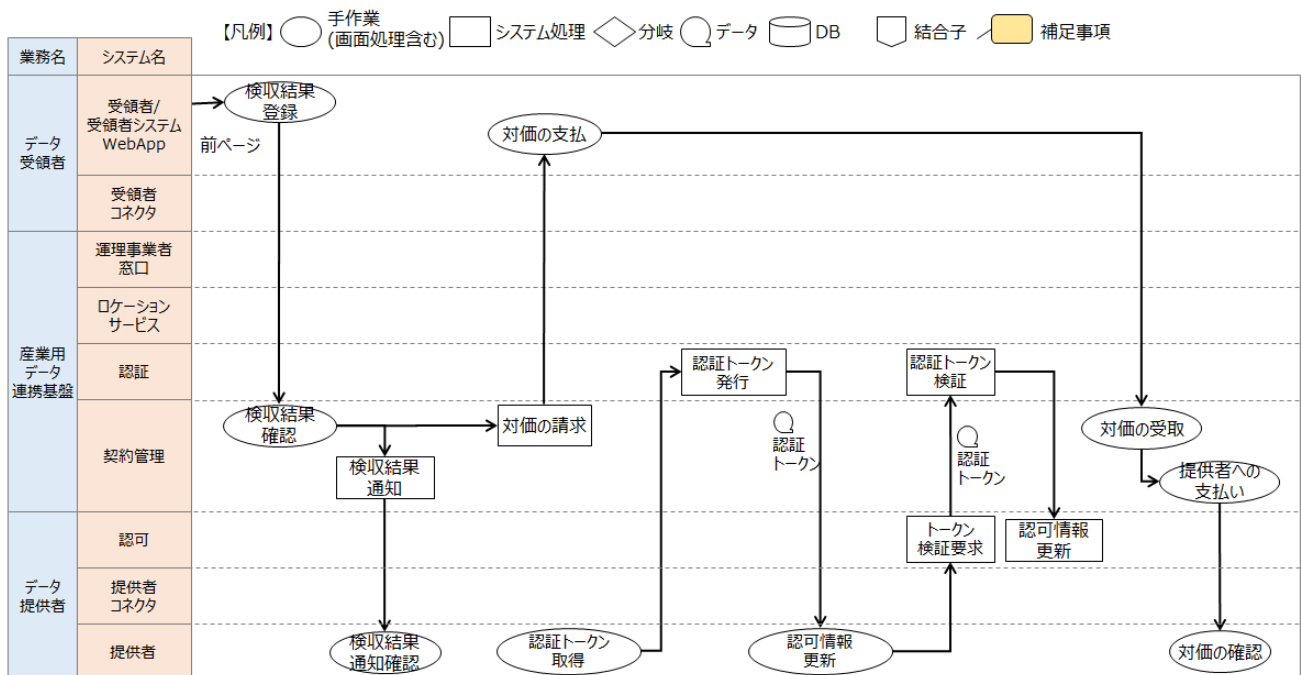 【凡例】
手作業
(画面処理含む)
システム処理
分岐
データ
DB
結合子
補足事項
業務名
システム名
データ
受領者
受領者/
受領者システム
WebApp
前ページ
検収結果
登録
対価の支払
受領者
コネクタ
産業用
データ
連携基盤
運理事業者
窓口
ロケーション
サービス
認証
認証トークン
発行
認証トークン
検証
契約管理
検収結果
確認
対価の請求
認証
トークン
認証
トークン
対価の受取
検収結果
通知
提供者への
支払い
データ
提供者
認可
トークン
検証要求
認可情報
更新
提供者
コネクタ
提供者
検収結果
通知確認
認証トークン
取得
認可情報
更新
対価の確認